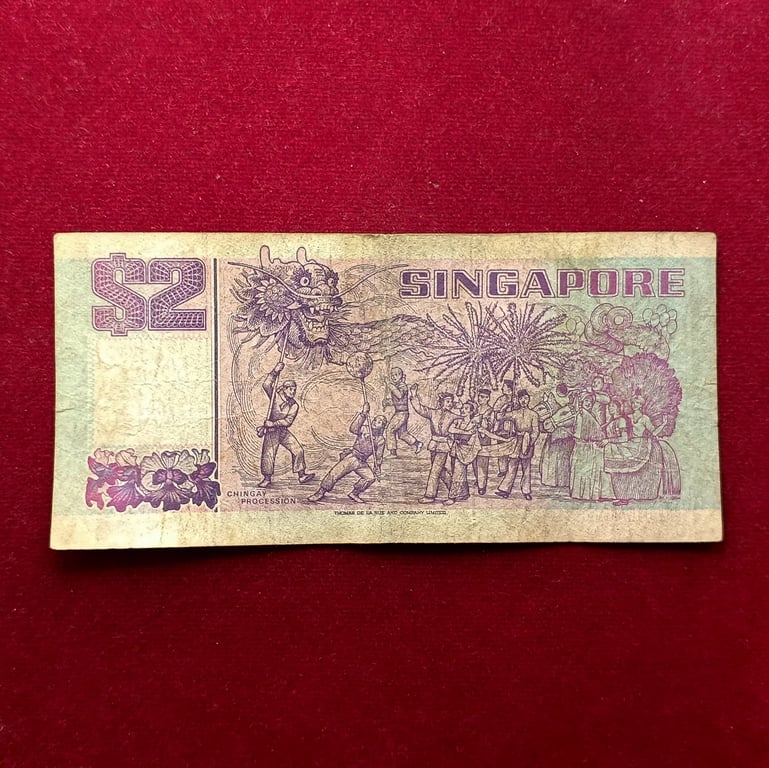 $2
SINGAPORE
CHINGAY
PROCESSION
THOMAS DE LA RUE AND COMPANY LIMITED